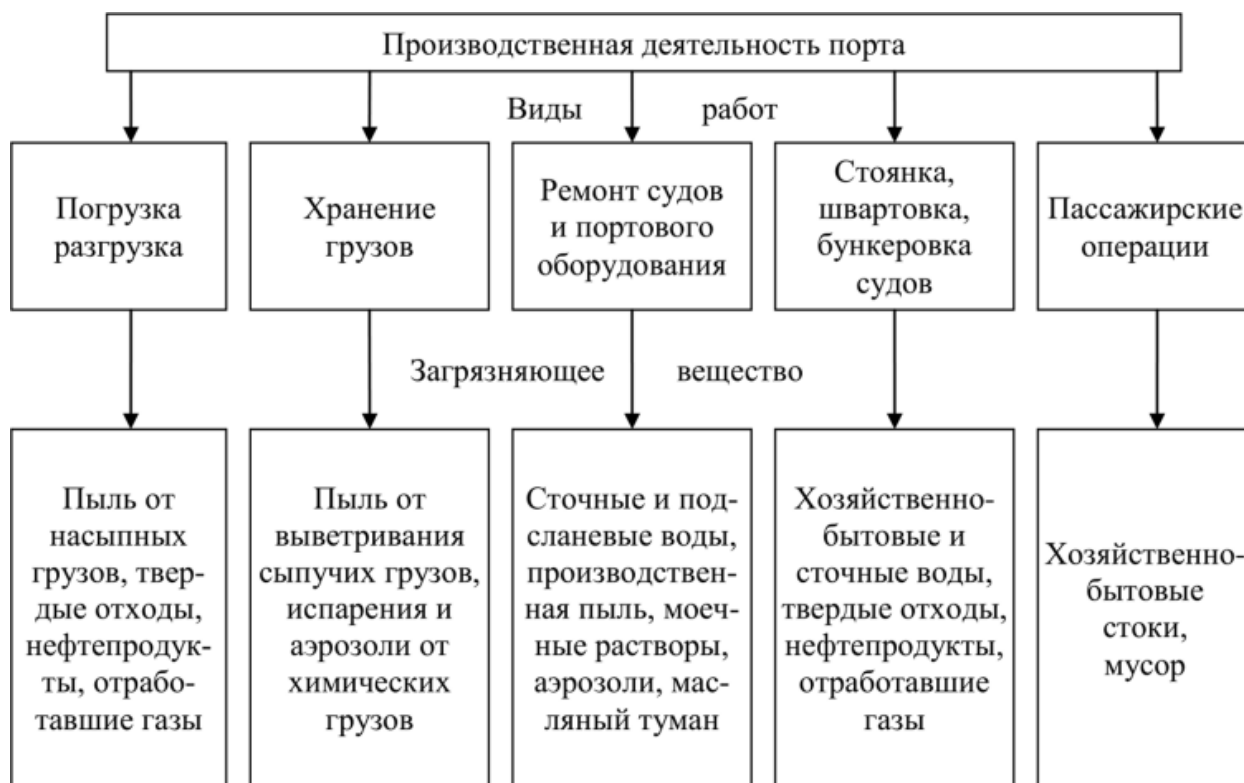 Производственная деятельность порта
Виды работ
Погрузка
разгрузка
Хранение
грузов
Ремонт судов
и портового
оборудования
Стоянка,
швартовка,
бункеровка
судов
Пассажирские
операции
Загрязняющее вещество
Пыль от
насыпных
грузов, твер-
дые отходы,
нефтепродук-
ты, отрабо-
тавшие газы
Пыль от
выветривания
сыпучих грузов,
испарения и
аэрозоли от
химических
грузов
Сточные и под-
сланевые воды,
производствен-
ная пыль, моеч-
ные растворы,
аэрозоли, мас-
ляный туман
Хозяйственно-
бытовые и
сточные воды,
твердые отходы,
нефтепродукты,
отработавшие
газы
Хозяйственно-
бытовые
стоки,
мусор